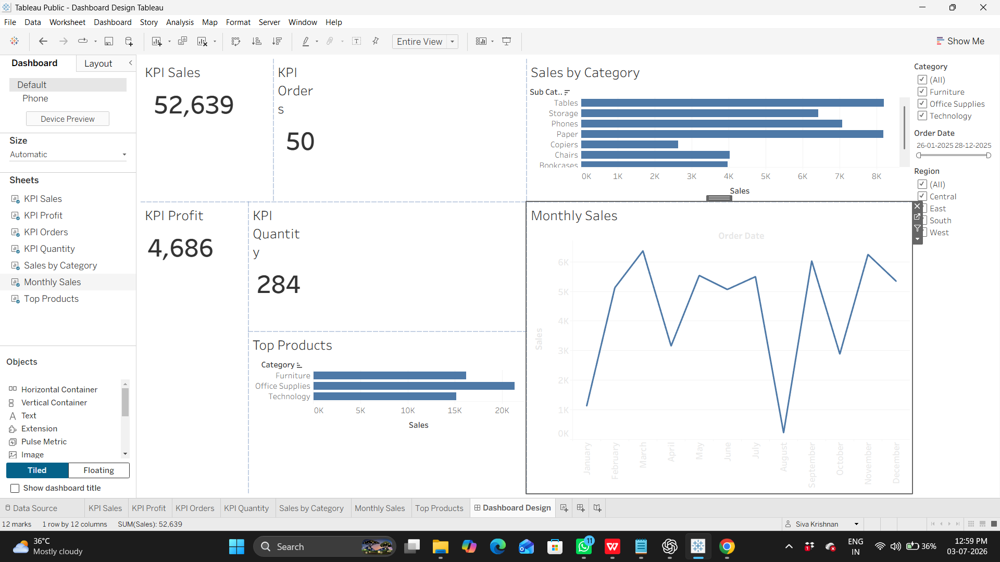 Tableau Public - Dashboard Design Tableau
File Data Worksheet Dashboard Story Analysis Map Format Server Window Help
Entire View
Show Me
Dashboard
Layout
Default
Phone
Device Preview
Size
Automatic
Sheets
KPI Sales
KPI Profit
KPI Orders
KPI Quantity
Sales by Category
Monthly Sales
Top Products
Objects
Horizontal Container
Vertical Container
Text
Extension
Pulse Metric
Image
Tiled
Floating
Show dashboard title
KPI Sales
52,639
KPI
Order
s
50
Sales by Category
Sub Cat..
Tables
Storage
Phones
Paper
Copiers
Chairs
Bookcases
0K 1K 2K 3K 4K 5K 6K 7K 8K
Sales
Category
(All)
Furniture
Office Supplies
Technology
Order Date
26-01-2025 28-12-2025
Region
(All)
Central
East
South
West
KPI Profit
4,686
KPI
Quantit
y
284
Top Products
Category
Furniture
Office Supplies
Technology
0K 5K 10K 15K 20K
Sales
Monthly Sales
Order Date
6K
5K
4K
3K
2K
1K
0K
Sales
January February March April May June July August September October November December
Data Source KPI Sales KPI Profit KPI Orders KPI Quantity Sales by Category Monthly Sales Top Products Dashboard Design
12 marks 1 row by 12 columns SUM(Sales): 52,639
Siva Krishnan
36°C
Mostly cloudy
Search
11
1
ENG
IN
36%
12:59 PM
03-07-2026